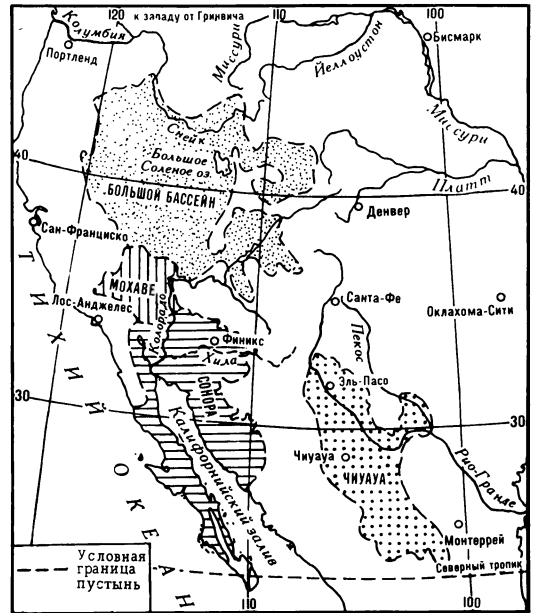 120
к западу от Гринвича
100
Колумбия
Портленд
Миссури
Йеллоустон
Бисмарк
Миссури
Снейк
Большое
Соленое оз.
40
БОЛЬШОЙ БАССЕЙН
Платт
40
Денвер
Сан-Франциско
МОХАВЕ
Колорадо
Лос-Анджелес
Санта-Фе
Оклахома-Сити
Финикс
Хила
Пекос
СОНОРА
Эль-Пасо
30
30
ТИХИЙ ОКЕАН
Калифорнийский залив
Чиуауа
ЧИУАУА
Рио-Гранде
Монтеррей
Условная
граница
пустынь
Северный тропик
110
100